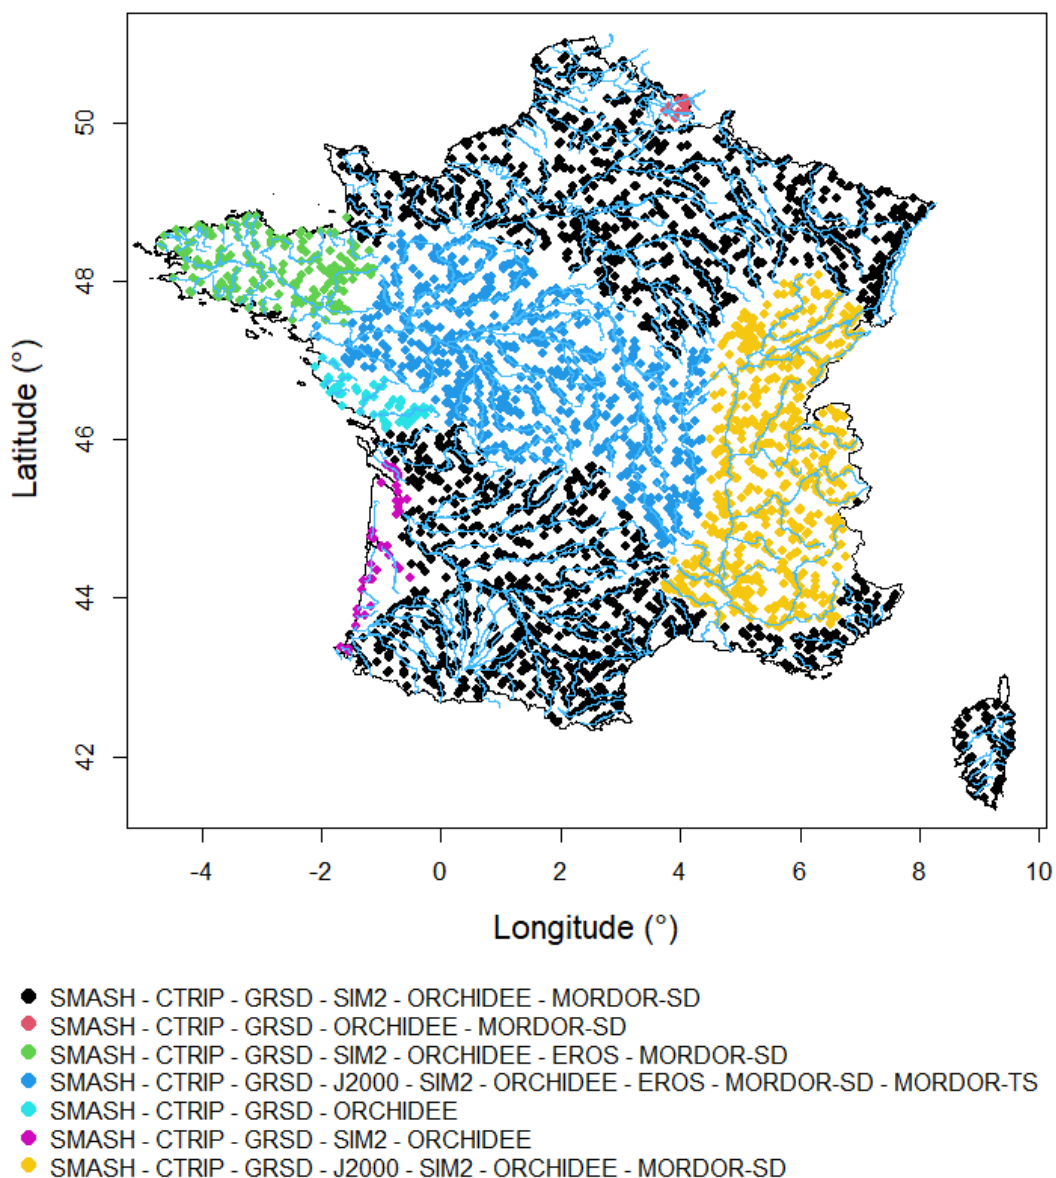 Latitude (°)
50
48
46
44
42
-4
-2
0
2
4
6
8
10
Longitude (°)
SMASH - CTRIP - GRSD - SIM2 - ORCHIDEE - MORDOR-SD
SMASH - CTRIP - GRSD - ORCHIDEE - MORDOR-SD
SMASH - CTRIP - GRSD - SIM2 - ORCHIDEE - EROS - MORDOR-SD
SMASH - CTRIP - GRSD - J2000 - SIM2 - ORCHIDEE - EROS - MORDOR-SD - MORDOR-TS
SMASH - CTRIP - GRSD - ORCHIDEE
SMASH - CTRIP - GRSD - SIM2 - ORCHIDEE
SMASH - CTRIP - GRSD - J2000 - SIM2 - ORCHIDEE - MORDOR-SD